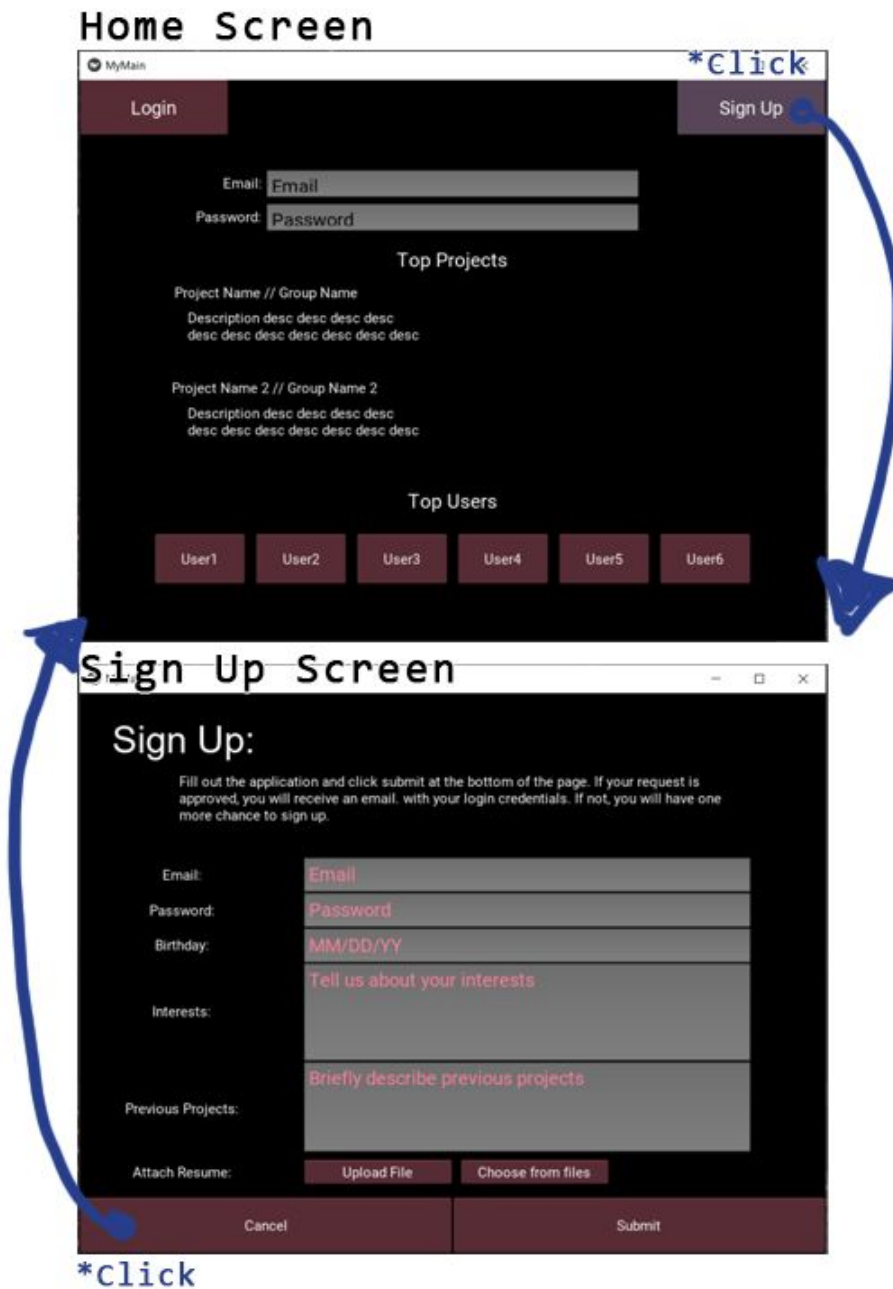 Home Screen
MyMain
*Click
Login
Sign Up
Email: Email
Password: Password
Top Projects
Project Name // Group Name
Description desc desc desc desc
desc desc desc desc desc desc desc
Project Name 2 // Group Name 2
Description desc desc desc desc
desc desc desc desc desc desc desc
Top Users
User1 User2 User3 User4 User5 User6
Sign Up Screen
Sign Up:
Fill out the application and click submit at the bottom of the page. If your request is
approved, you will receive an email. with your login credentials. If not, you will have one
more chance to sign up.
Email: Email
Password: Password
Birthday: MM/DD/YY
Interests: Tell us about your interests
Previous Projects: Briefly describe previous projects
Attach Resume: Upload File Choose from files
Cancel Submit
*Click